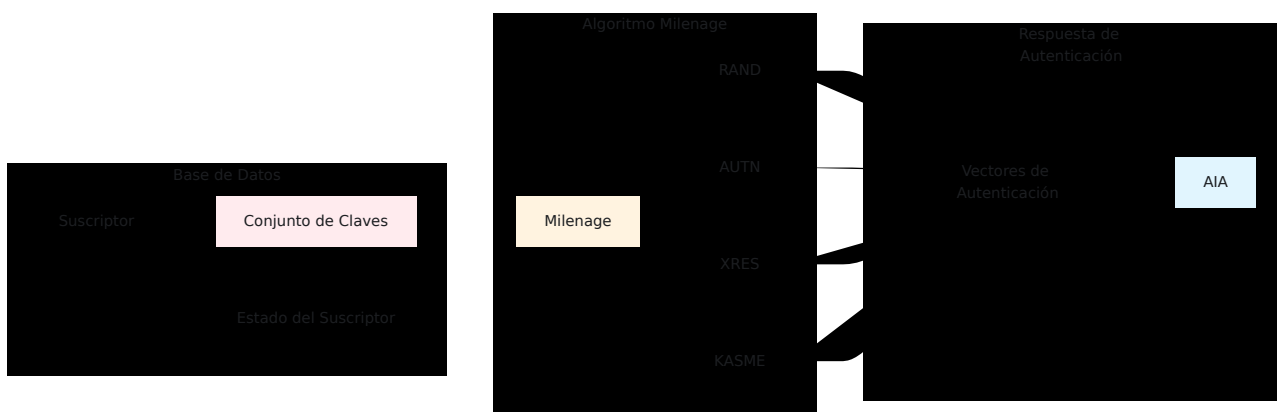 Base de Datos
Suscriptor
Conjunto de Claves
Estado del Suscriptor
Algoritmo Milenage
Milenage
RAND
AUTN
XRES
KASME
Respuesta de
Autenticación
Vectores de
Autenticación
AIA